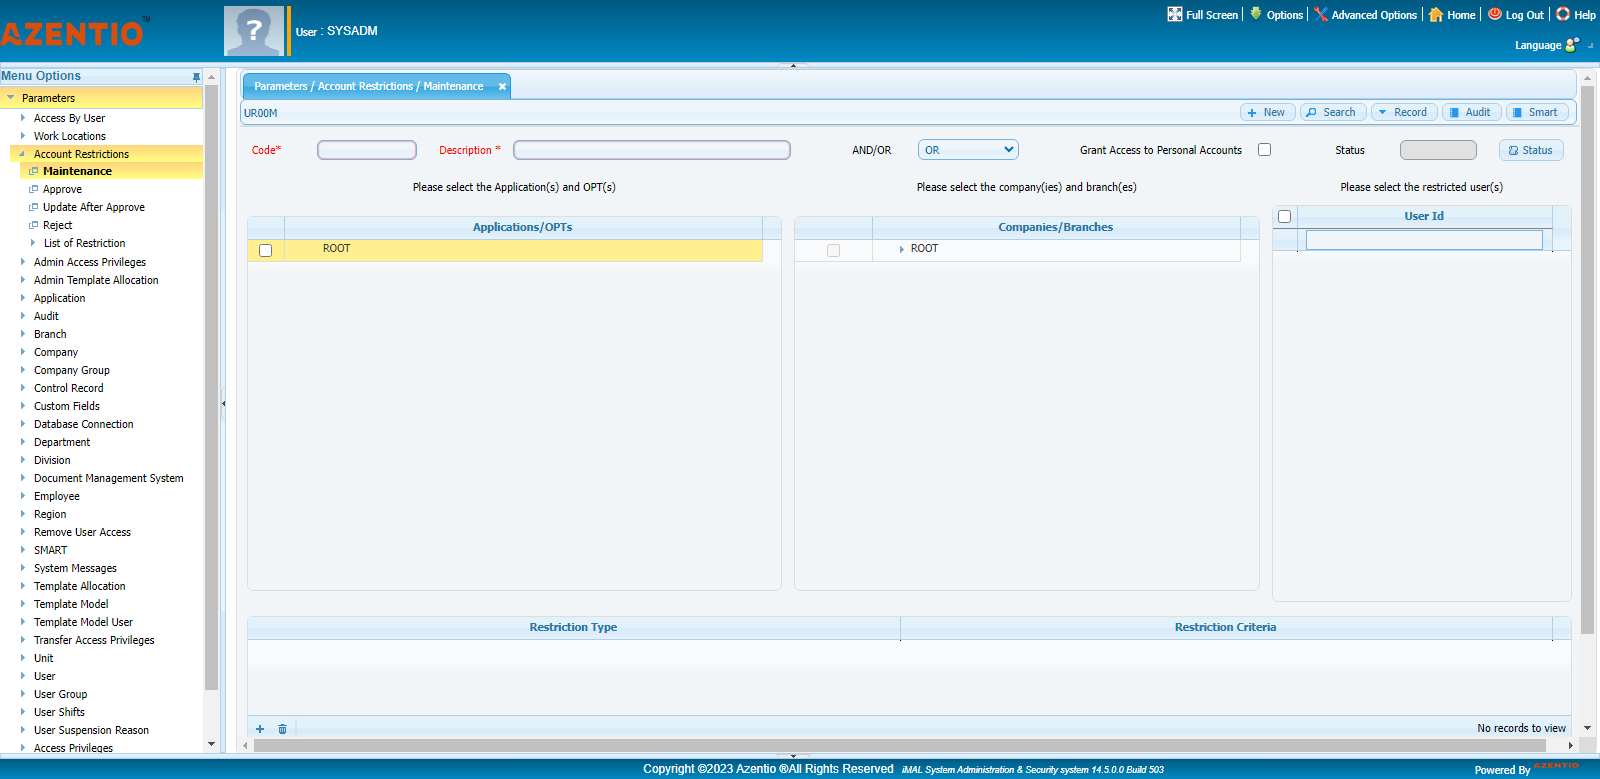 AZENTIO™
User : SYSADM
Full Screen
Options
Advanced Options
Home
Log Out
Help
Language
Menu Options
Parameters
Access By User
Work Locations
Account Restrictions
Maintenance
Approve
Update After Approve
Reject
List of Restriction
Admin Access Privileges
Admin Template Allocation
Application
Audit
Branch
Company
Company Group
Control Record
Custom Fields
Database Connection
Department
Division
Document Management System
Employee
Region
Remove User Access
SMART
System Messages
Template Allocation
Template Model
Template Model User
Transfer Access Privileges
Unit
User
User Group
User Shifts
User Suspension Reason
Access Privileges
Parameters / Account Restrictions / Maintenance
UR00M
New
Search
Record
Audit
Smart
Code*
Description *
AND/OR
OR
Grant Access to Personal Accounts
Status
Status
Please select the Application(s) and OPT(s)
Please select the company(ies) and branch(es)
Please select the restricted user(s)
Applications/OPTs
ROOT
Companies/Branches
ROOT
User Id
Restriction Type
Restriction Criteria
No records to view
Copyright ©2023 Azentio ®All Rights Reserved iMAL System Administration & Security system 14.5.0.0 Build 503
Powered By AZENTIO